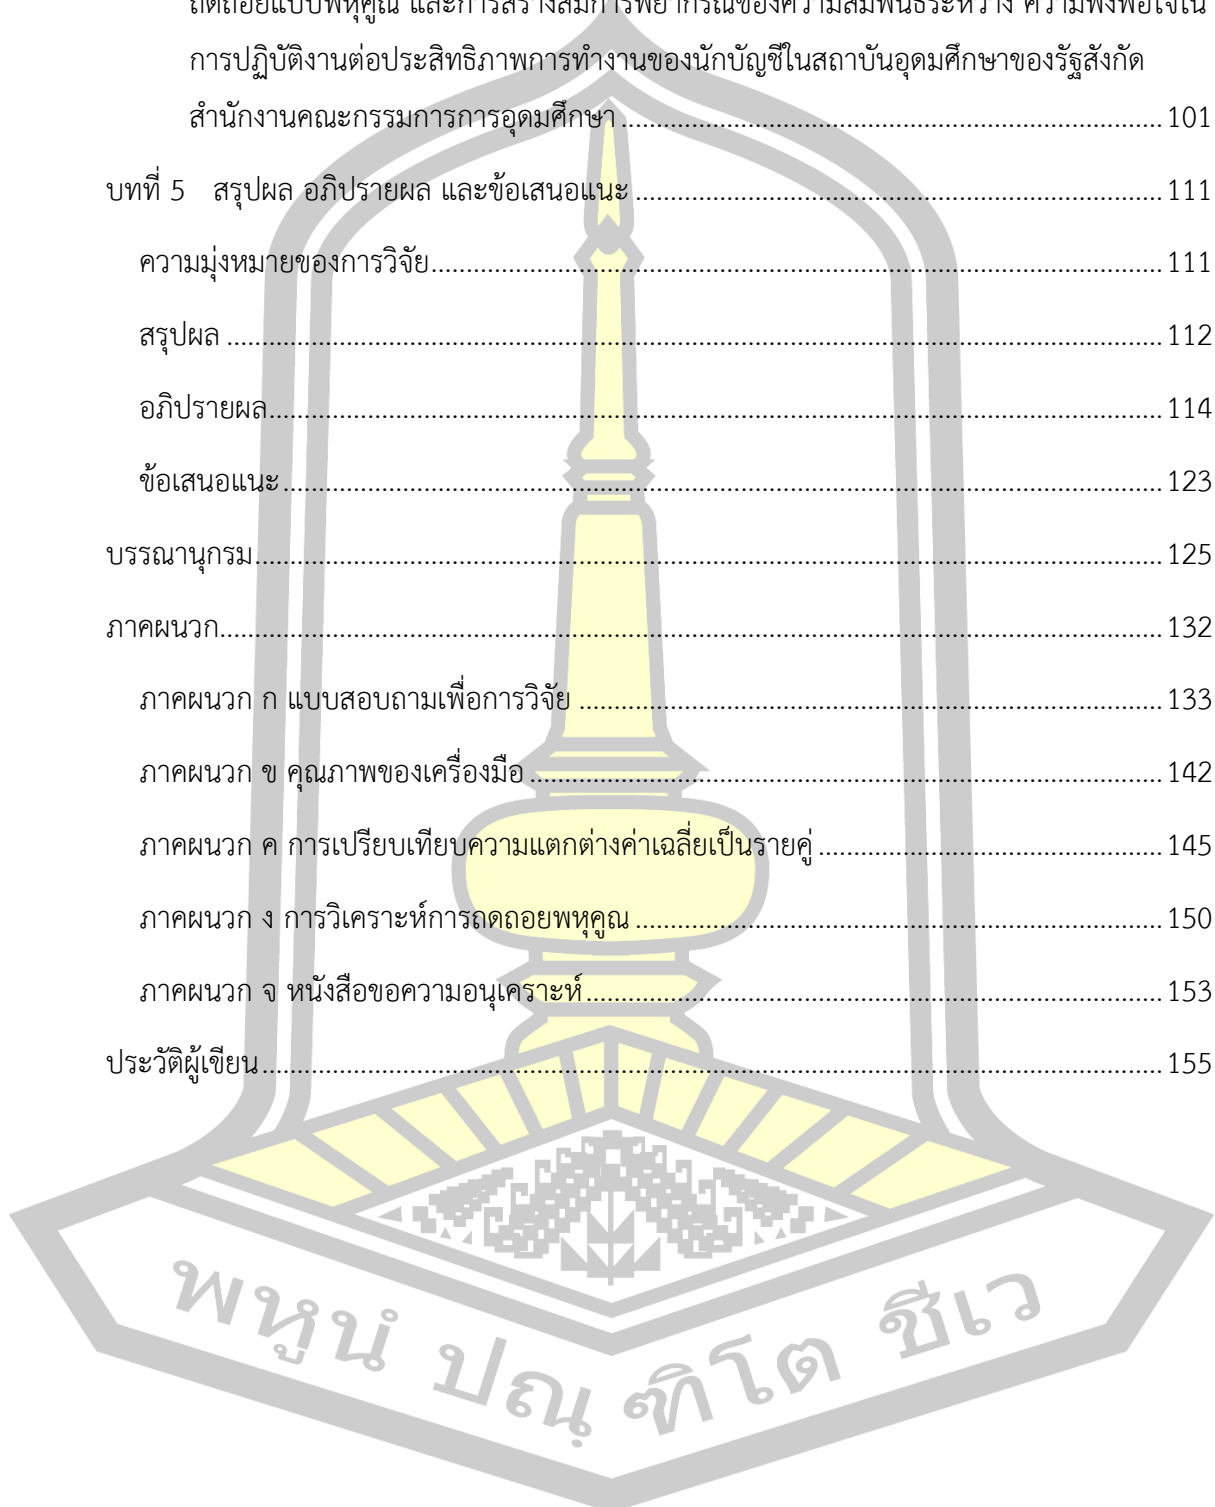 ถดถอยแบบพหุคูณ และการสร้างสมการพยากรณ์ของความสัมพันธ์ระหว่าง ความพึงพอใจใน
การปฏิบัติงานต่อประสิทธิภาพการทำงานของนักบัญชีในสถาบันอุดมศึกษาของรัฐสังกัด
สำนักงานคณะกรรมการการอุดมศึกษา ........................................ 101
บทที่ 5 สรุปผล อภิปรายผล และข้อเสนอแนะ ........................................ 111
ความมุ่งหมายของการวิจัย........................................ 111
สรุปผล ........................................ 112
อภิปรายผล........................................ 114
ข้อเสนอแนะ ........................................ 123
บรรณานุกรม........................................ 125
ภาคผนวก........................................ 132
ภาคผนวก ก แบบสอบถามเพื่อการวิจัย ........................................ 133
ภาคผนวก ข คุณภาพของเครื่องมือ ........................................ 142
ภาคผนวก ค การเปรียบเทียบความแตกต่างค่าเฉลี่ยเป็นรายคู่ ........................................ 145
ภาคผนวก ง การวิเคราะห์การถดถอยพหุคูณ ........................................ 150
ภาคผนวก จ หนังสือขอความอนุเคราะห์ ........................................ 153
ประวัติผู้เขียน ........................................ 155
พหูนํ ปณฺฑิโต ชีเว